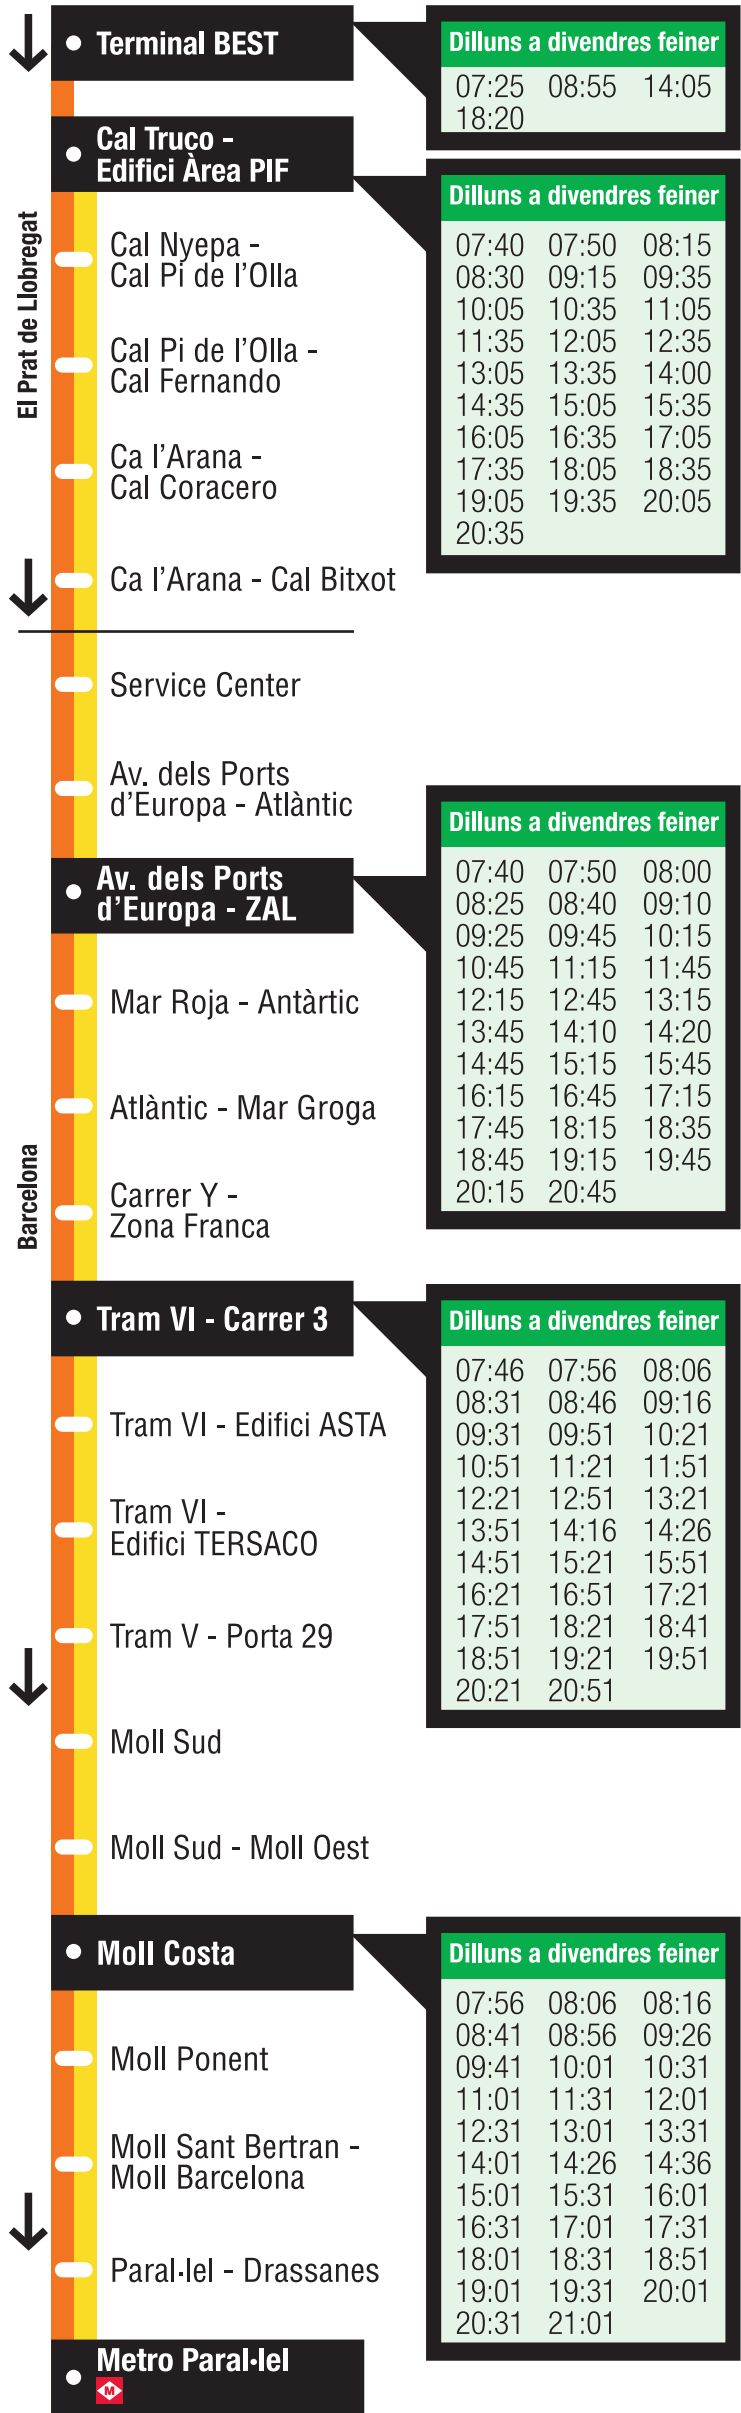 Terminal BEST
Dilluns a divendres feiner
07:25 08:55 14:05
18:20
Cal Truco -
Edifici Àrea PIF
Dilluns a divendres feiner
07:40 07:50 08:15
08:30 09:15 09:35
10:05 10:35 11:05
11:35 12:05 12:35
13:05 13:35 14:00
14:35 15:05 15:35
16:05 16:35 17:05
17:35 18:05 18:35
19:05 19:35 20:05
20:35
El Prat de Llobregat
Cal Nyepa -
Cal Pi de l'Olla
Cal Pi de l'Olla -
Cal Fernando
Ca l'Arana -
Cal Coracero
Ca l'Arana - Cal Bitxot
Barcelona
Service Center
Av. dels Ports
d'Europa - Atlàntic
Av. dels Ports
d'Europa - ZAL
Dilluns a divendres feiner
07:40 07:50 08:00
08:25 08:40 09:10
09:25 09:45 10:15
10:45 11:15 11:45
12:15 12:45 13:15
13:45 14:10 14:20
14:45 15:15 15:45
16:15 16:45 17:15
17:45 18:15 18:35
18:45 19:15 19:45
20:15 20:45
Mar Roja - Antàrtic
Atlàntic - Mar Groga
Carrer Y -
Zona Franca
Tram VI - Carrer 3
Dilluns a divendres feiner
07:46 07:56 08:06
08:31 08:46 09:16
09:31 09:51 10:21
10:51 11:21 11:51
12:21 12:51 13:21
13:51 14:16 14:26
14:51 15:21 15:51
16:21 16:51 17:21
17:51 18:21 18:41
18:51 19:21 19:51
20:21 20:51
Tram VI - Edifici ASTA
Tram VI -
Edifici TERSACO
Tram V - Porta 29
Moll Sud
Moll Sud - Moll Oest
Moll Costa
Dilluns a divendres feiner
07:56 08:06 08:16
08:41 08:56 09:26
09:41 10:01 10:31
11:01 11:31 12:01
12:31 13:01 13:31
14:01 14:26 14:36
15:01 15:31 16:01
16:31 17:01 17:31
18:01 18:31 18:51
19:01 19:31 20:01
20:31 21:01
Moll Ponent
Moll Sant Bertran -
Moll Barcelona
Paral·lel - Drassanes
Metro Paral·lel
M